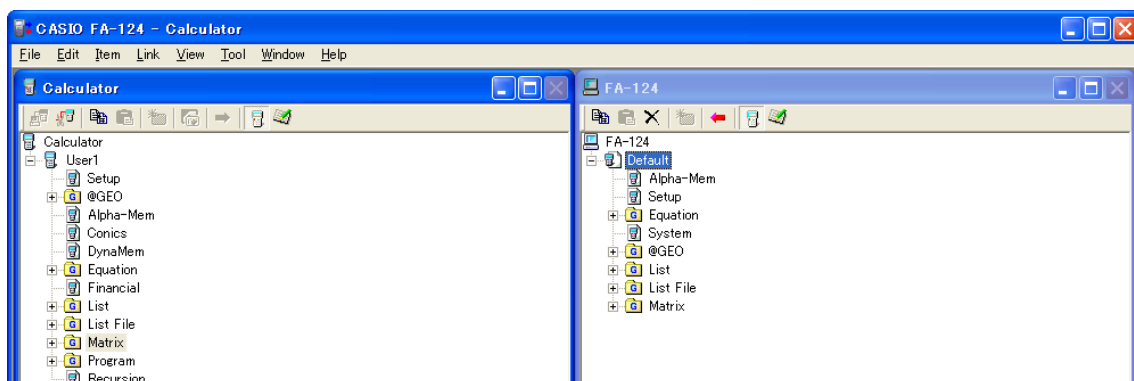 CASIO FA-124 - Calculator
File Edit Item Link View Tool Window Help
Calculator
Calculator
User1
Setup
@GEO
Alpha-Mem
Conics
DynaMem
Equation
Financial
List
List File
Matrix
Program
Recursion
FA-124
FA-124
Default
Alpha-Mem
Setup
Equation
System
@GEO
List
List File
Matrix